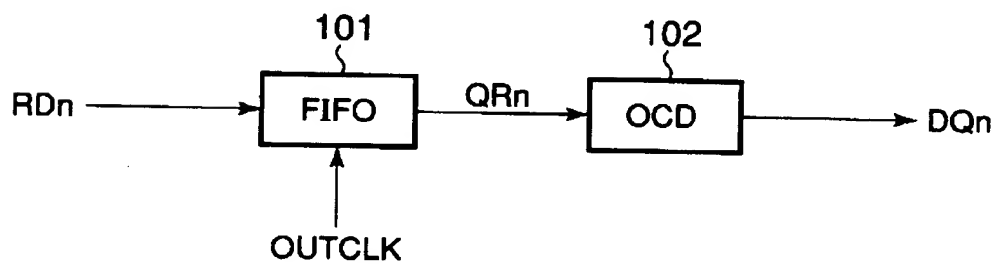 101
102
RDn
FIFO
QRn
OCD
DQn
OUTCLK